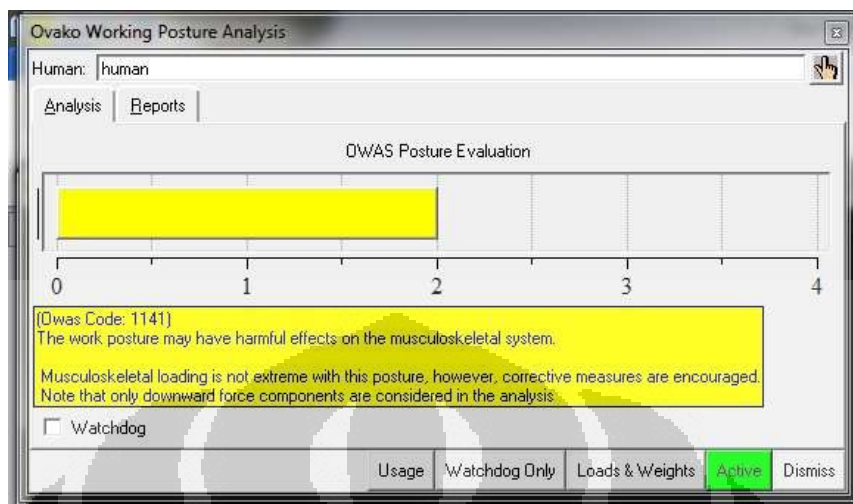 Ovako Working Posture Analysis
Human: human
Analysis Reports
OWAS Posture Evaluation
0 1 2 3 4
(Owas Code: 1141)
The work posture may have harmful effects on the musculoskeletal system.
Musculoskeletal loading is not extreme with this posture, however, corrective measures are encouraged.
Note that only downward force components are considered in the analysis
Watchdog
Usage Watchdog Only Loads & Weights Active Dismiss